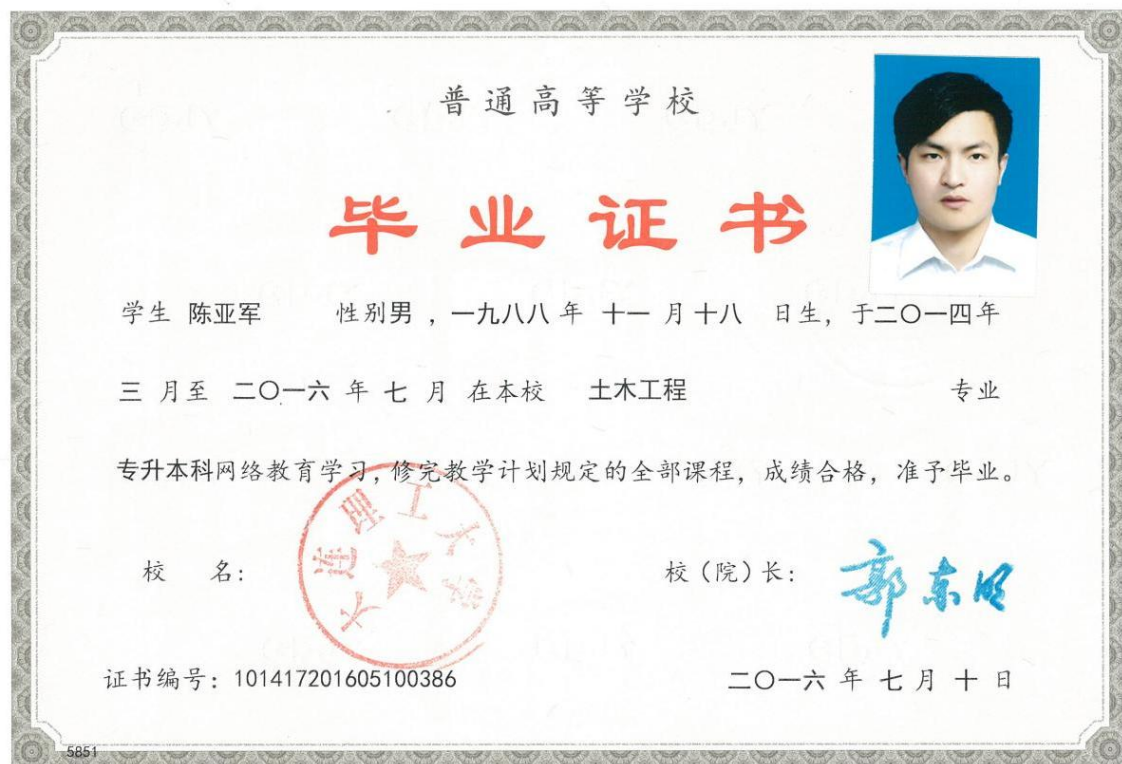 普通高等学校
毕业证书
学生 陈亚军 性别男，一九八八年 十一 月十八 日生，于二〇一四年
三 月至 二〇一六 年 七 月 在本校 土木工程 专业
专升本科网络教育学习，修完教学计划规定的全部课程，成绩合格，准予毕业。
校 名：
大连理工大学
校（院）长：
郭东明
证书编号：101417201605100386
二〇一六 年 七 月 十 日
5851